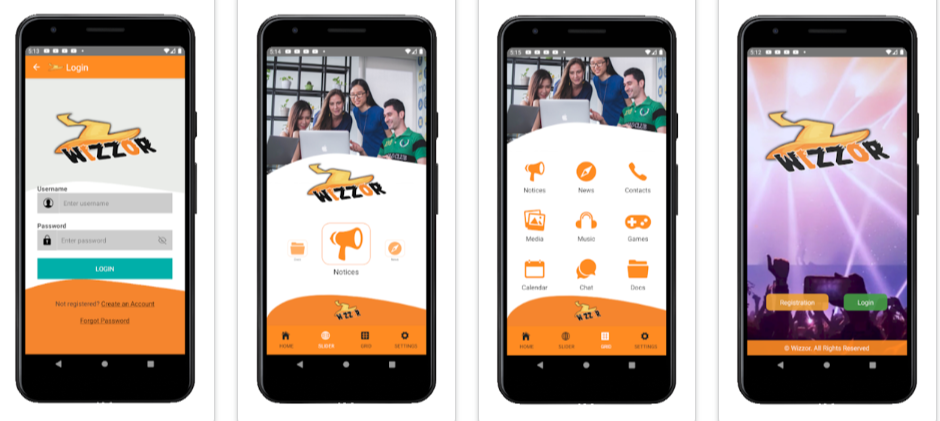 5:13
Login
WIZZOR
Username
Enter username
Password
Enter password
LOGIN
Not registered? Create an Account
Forgot Password
5:14
WIZZOR
Docs
Notices
News
WIZZOR
HOME
SLIDER
GRID
SETTINGS
5:15
Notices
News
Contacts
Media
Music
Games
Calendar
Chat
Docs
WIZZOR
HOME
SLIDER
GRID
SETTINGS
5:12
WIZZOR
Registration
Login
© Wizzor. All Rights Reserved